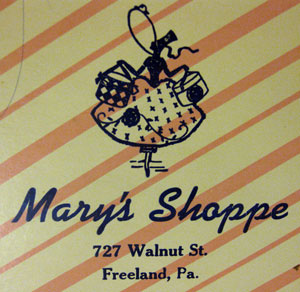 Mary's Shoppe
727 Walnut St.
Freeland, Pa.